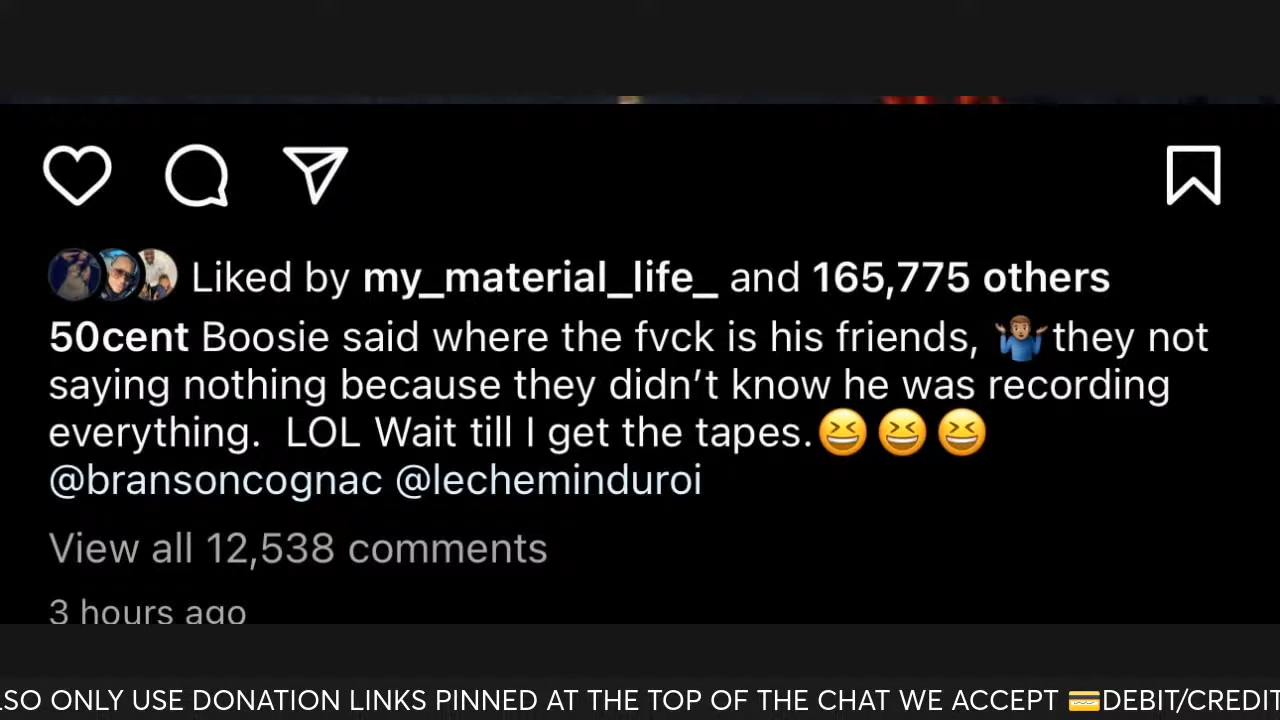 Liked by my_material_life_ and 165,775 others
50cent Boosie said where the fvck is his friends, 🤷🏽‍♂️they not
saying nothing because they didn’t know he was recording
everything.  LOL Wait till I get the tapes.😆😆😆
@bransoncognac @lecheminduroi
View all 12,538 comments
3 hours ago
SO ONLY USE DONATION LINKS PINNED AT THE TOP OF THE CHAT WE ACCEPT 💳DEBIT/CREDIT